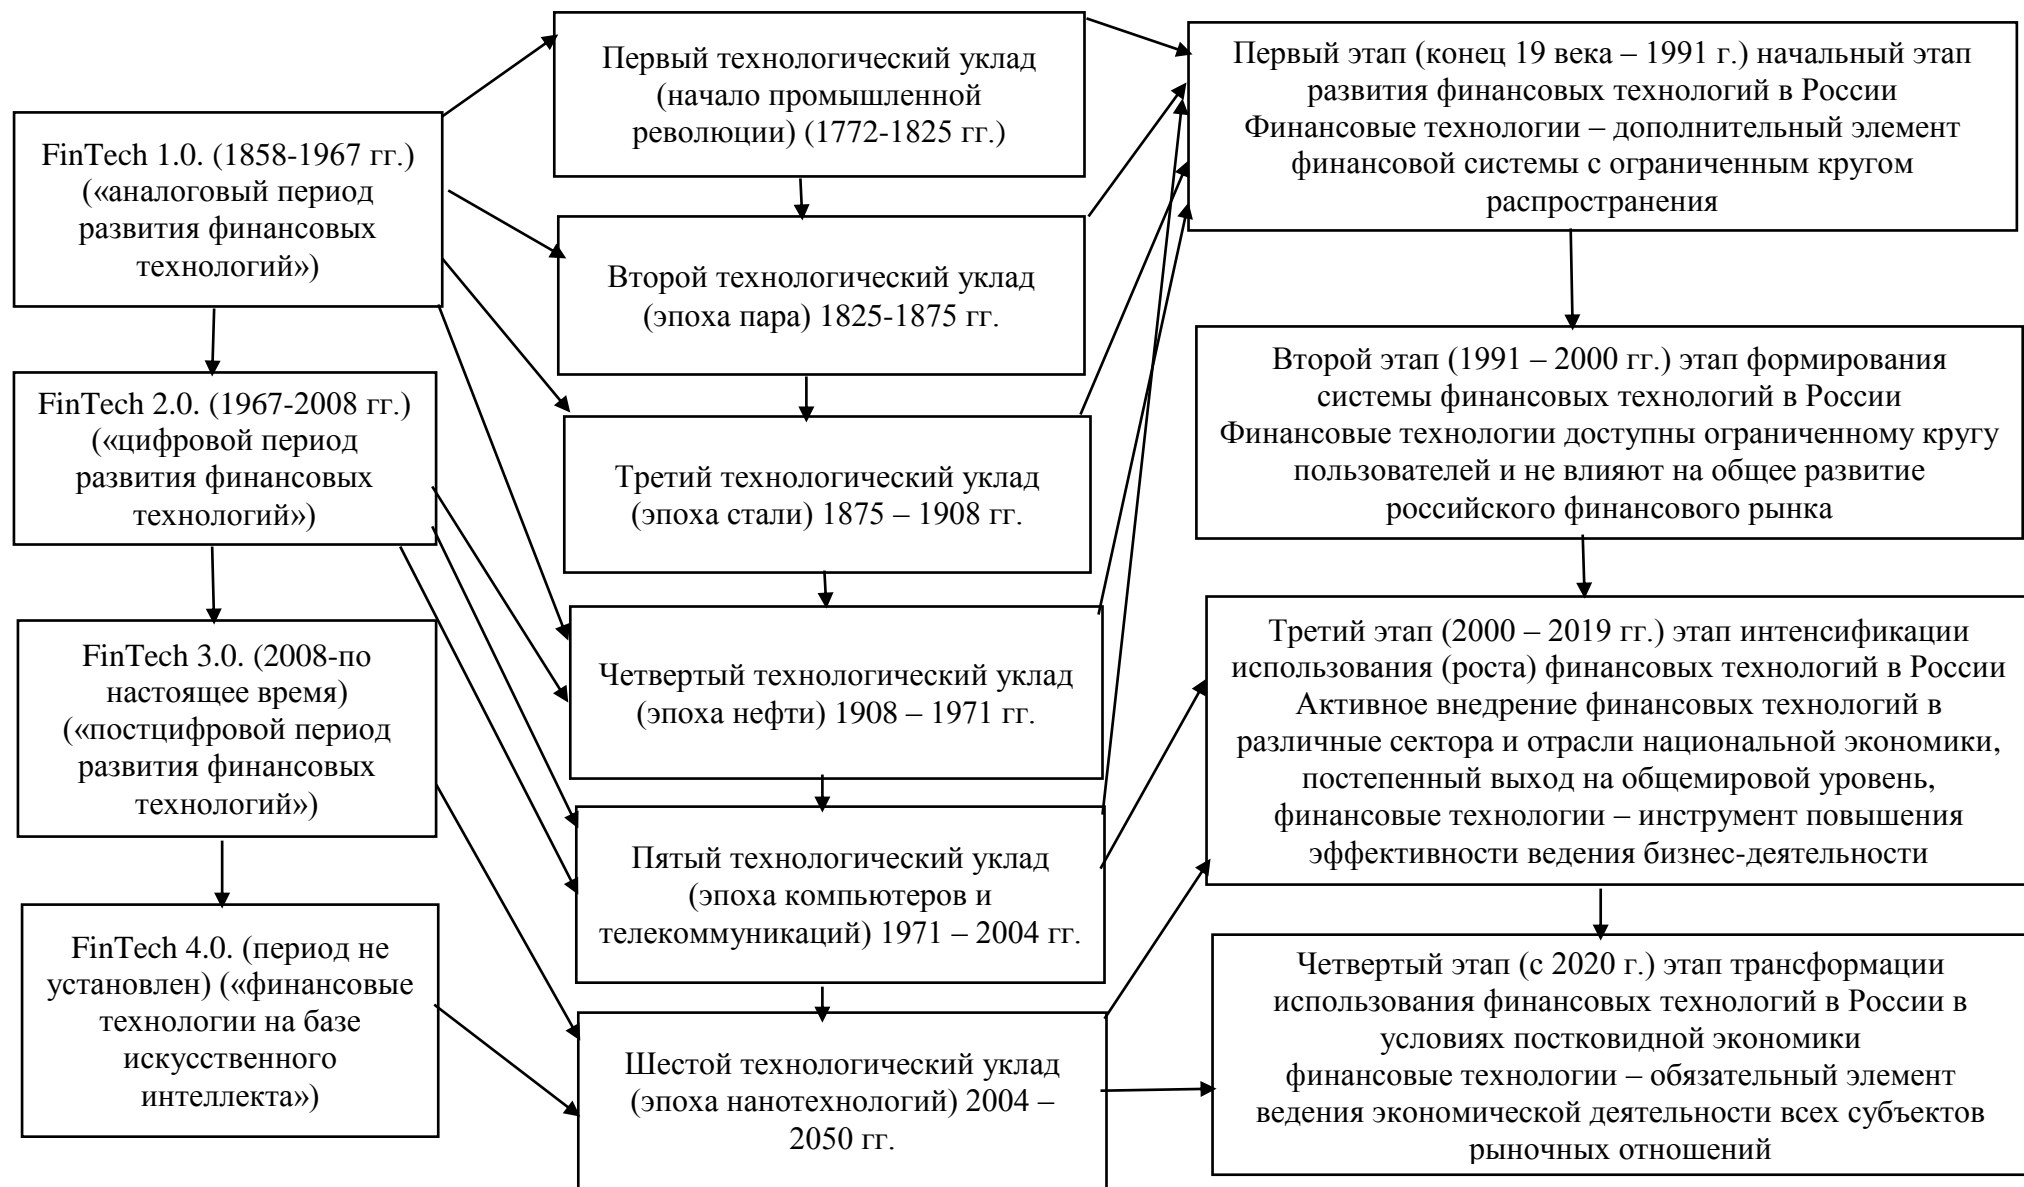 FinTech 1.0. (1858-1967 гг.)
(«аналоговый период
развития финансовых
технологий»)
FinTech 2.0. (1967-2008 гг.)
(«цифровой период
развития финансовых
технологий»)
FinTech 3.0. (2008-по
настоящее время)
(«постцифровой период
развития финансовых
технологий»)
FinTech 4.0. (период не
установлен) («финансовые
технологии на базе
искусственного
интеллекта»)
Первый технологический уклад
(начало промышленной
революции) (1772-1825 гг.)
Второй технологический уклад
(эпоха пара) 1825-1875 гг.
Третий технологический уклад
(эпоха стали) 1875 – 1908 гг.
Четвертый технологический уклад
(эпоха нефти) 1908 – 1971 гг.
Пятый технологический уклад
(эпоха компьютеров и
телекоммуникаций) 1971 – 2004 гг.
Шестой технологический уклад
(эпоха нанотехнологий) 2004 –
2050 гг.
Первый этап (конец 19 века – 1991 г.) начальный этап
развития финансовых технологий в России
Финансовые технологии – дополнительный элемент
финансовой системы с ограниченным кругом
распространения
Второй этап (1991 – 2000 гг.) этап формирования
системы финансовых технологий в России
Финансовые технологии доступны ограниченному кругу
пользователей и не влияют на общее развитие
российского финансового рынка
Третий этап (2000 – 2019 гг.) этап интенсификации
использования (роста) финансовых технологий в России
Активное внедрение финансовых технологий в
различные сектора и отрасли национальной экономики,
постепенный выход на общемировой уровень,
финансовые технологии – инструмент повышения
эффективности ведения бизнес-деятельности
Четвертый этап (с 2020 г.) этап трансформации
использования финансовых технологий в России в
условиях постковидной экономики
финансовые технологии – обязательный элемент
ведения экономической деятельности всех субъектов
рыночных отношений